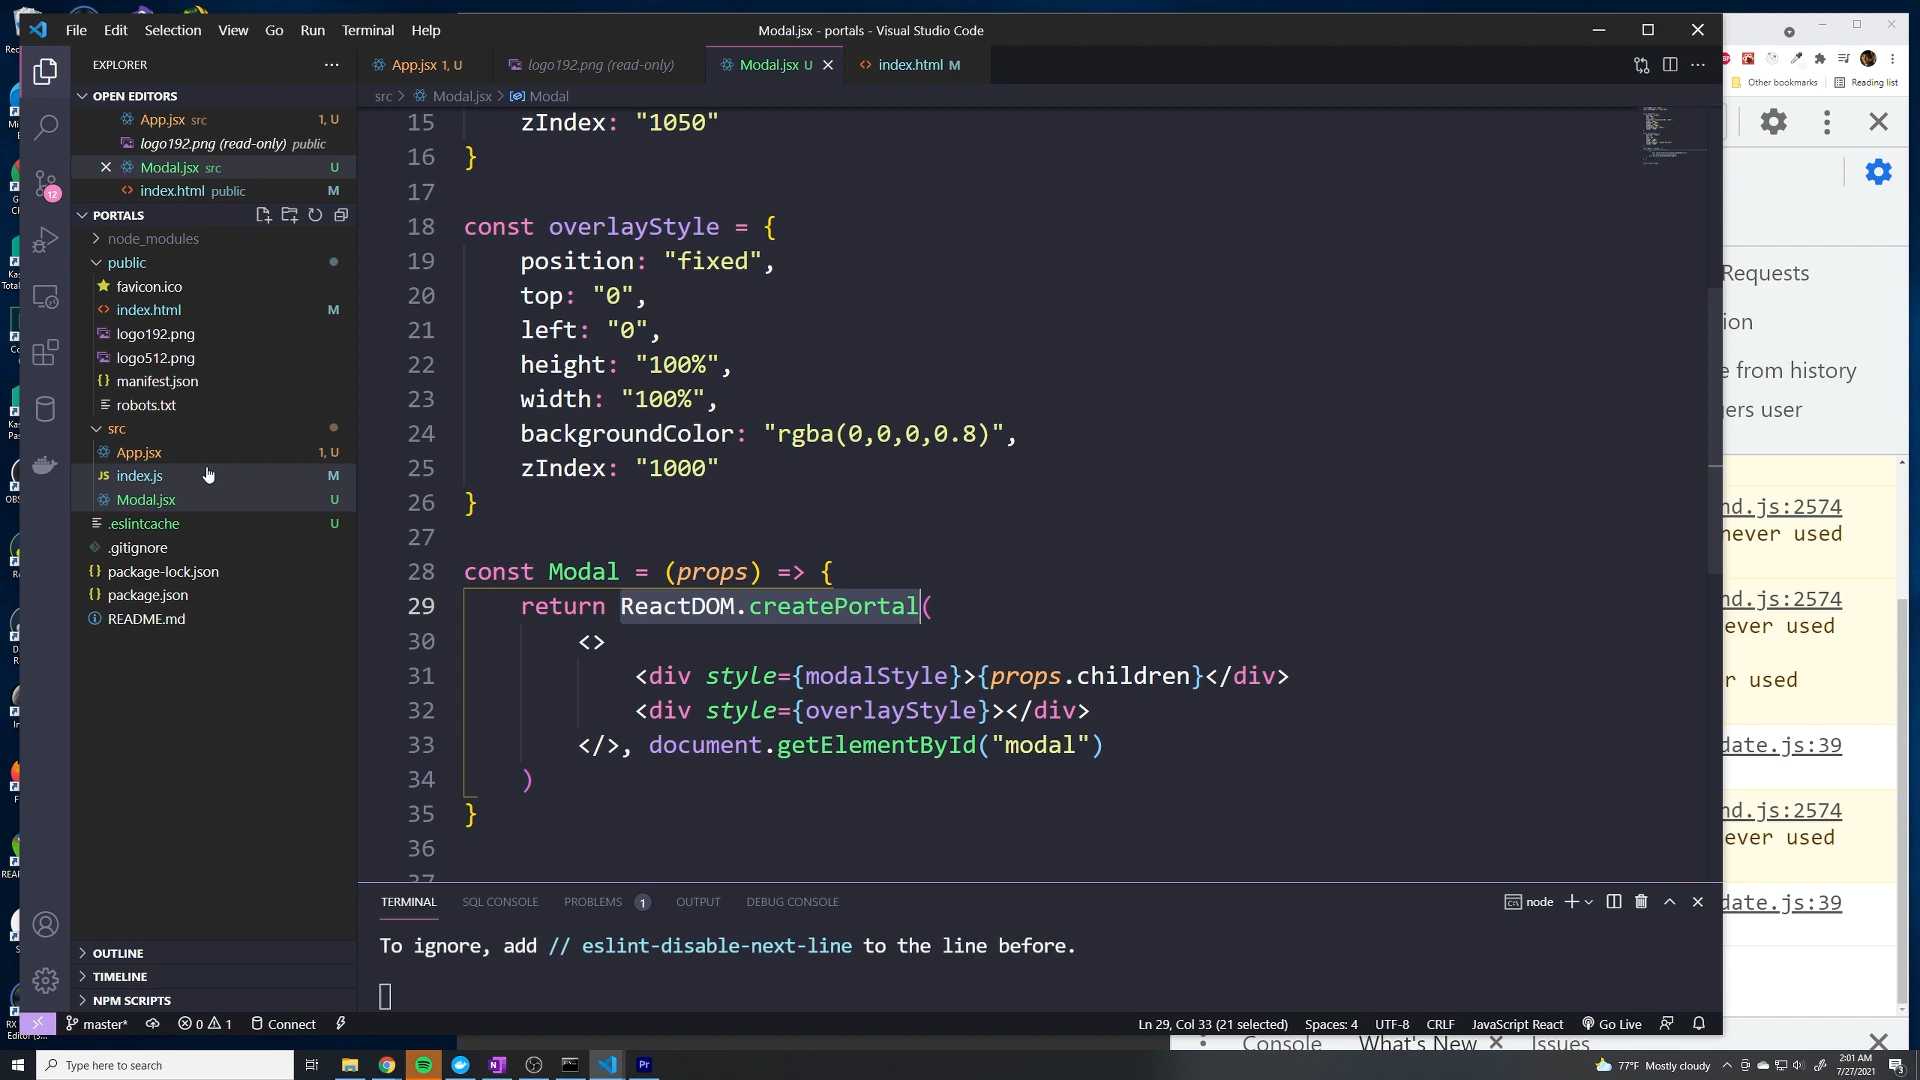 File Edit Selection View Go Run Terminal Help
Modal.jsx - portals - Visual Studio Code
EXPLORER
App.jsx 1, U
logo192.png (read-only)
Modal.jsx U
index.html M
src > Modal.jsx > Modal
OPEN EDITORS
App.jsx src 1, U
logo192.png (read-only) public
Modal.jsx src U
index.html public M
PORTALS
node_modules
public
favicon.ico
index.html M
logo192.png
logo512.png
manifest.json
robots.txt
src
App.jsx 1, U
index.js M
Modal.jsx U
.eslintcache U
.gitignore
package-lock.json
package.json
README.md
OUTLINE
TIMELINE
NPM SCRIPTS
12
15 zIndex: "1050"
16 }
17
18 const overlayStyle = {
19 position: "fixed",
20 top: "0",
21 left: "0",
22 height: "100%",
23 width: "100%",
24 backgroundColor: "rgba(0,0,0,0.8)",
25 zIndex: "1000"
26 }
27
28 const Modal = (props) => {
29 return ReactDOM.createPortal(
30 <>
31 <div style={modalStyle}>{props.children}</div>
32 <div style={overlayStyle}></div>
33 </>, document.getElementById("modal")
34 )
35 }
36
37
TERMINAL SQL CONSOLE PROBLEMS 1 OUTPUT DEBUG CONSOLE
node
To ignore, add // eslint-disable-next-line to the line before.
master* 0 1 Connect
Ln 29, Col 33 (21 selected) Spaces: 4 UTF-8 CRLF JavaScript React Go Live
Other bookmarks Reading list
Requests
ion
e from history
ers user
nd.js:2574
never used
nd.js:2574
ever used
r used
date.js:39
nd.js:2574
ever used
date.js:39
Console What's New Issues
Type here to search
77°F Mostly cloudy
2:01 AM
7/27/2021